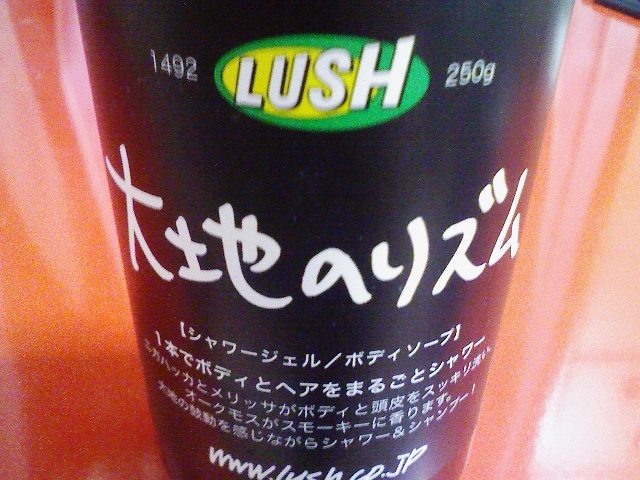 1492 LUSH 250g
大地のリズム
【シャワージェル/ボディソープ】
1本でボディとヘアをまるごとシャワー
ハッカとメリッサがボディと頭皮をスッキリ洗い
オークモスがスモーキーに香ります。
大地の鼓動を感じながらシャワー&シャンプー!
www.lush.co.jp